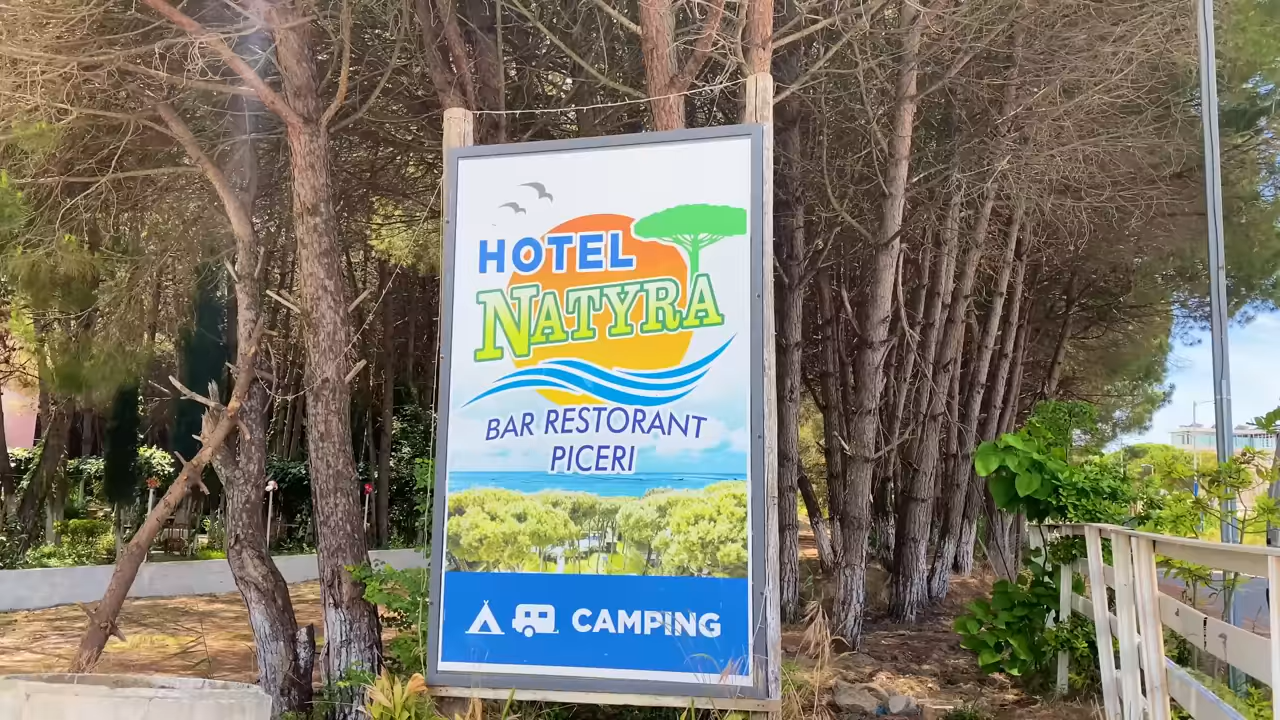 HOTEL
NATYRA
BAR RESTORANT
PICERI
CAMPING